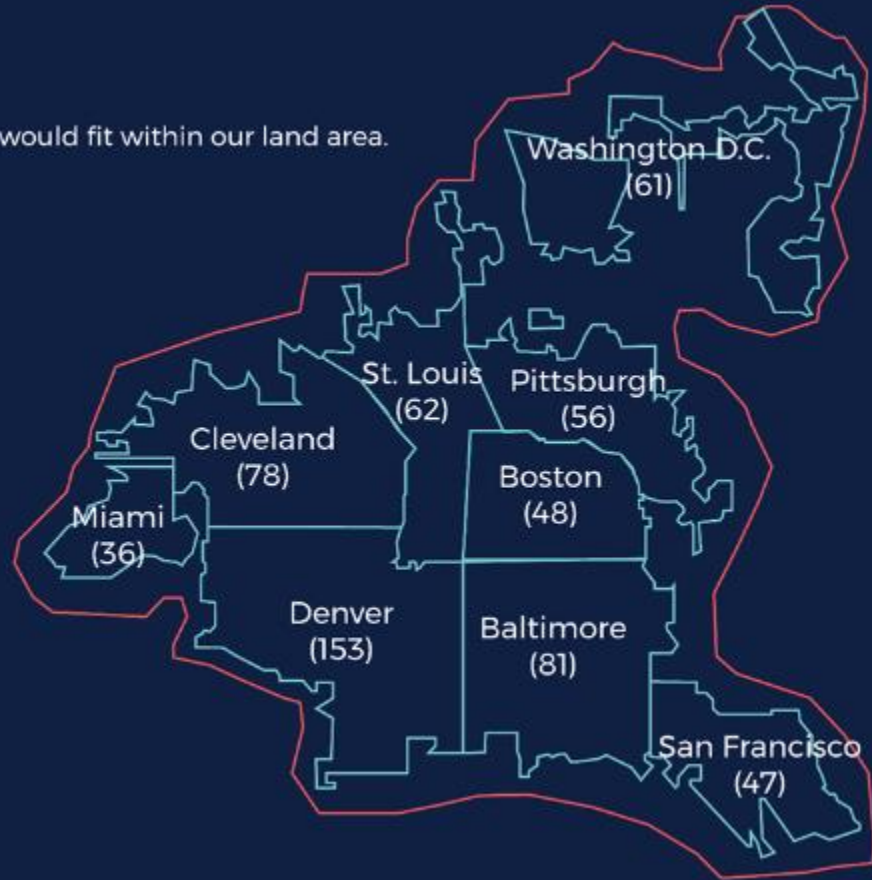 would fit within our land area.
Washington D.C.
(61)
St. Louis
(62)
Pittsburgh
(56)
Cleveland
(78)
Boston
(48)
Miami
(36)
Denver
(153)
Baltimore
(81)
San Francisco
(47)